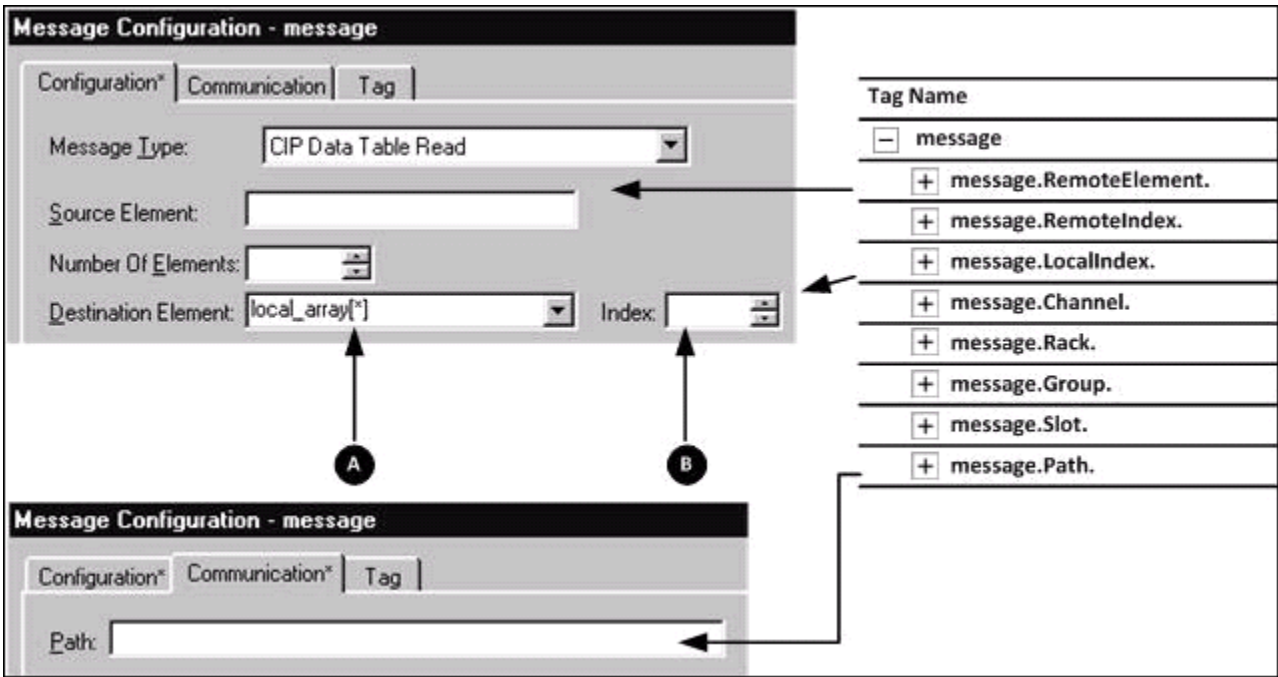 Message Configuration - message
Configuration* Communication Tag
Message Type: CIP Data Table Read
Source Element:
Number Of Elements:
Destination Element: local_array[*] Index:
A B
Tag Name
message
message.RemoteElement.
message.RemoteIndex.
message.LocalIndex.
message.Channel.
message.Rack.
message.Group.
message.Slot.
message.Path.
Message Configuration - message
Configuration* Communication* Tag
Path: